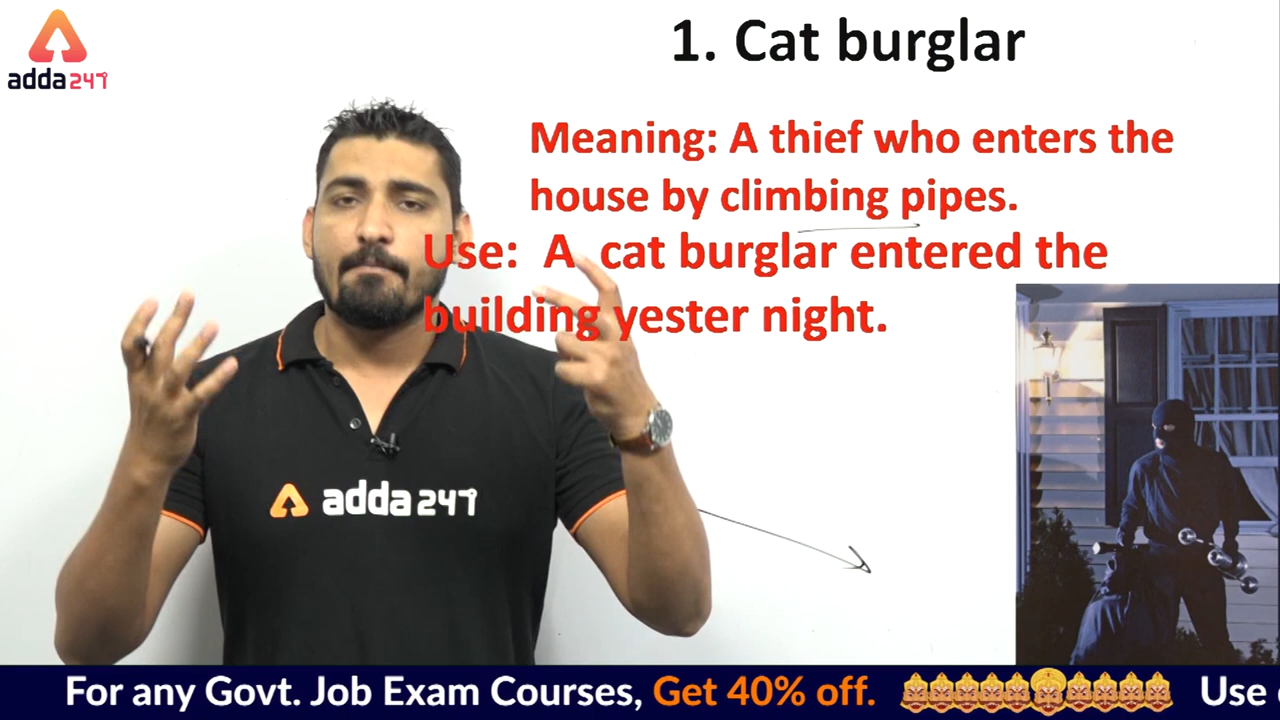 adda247
1. Cat burglar
Meaning: A thief who enters the
house by climbing pipes.
Use: A cat burglar entered the
building yester night.
adda247
For any Govt. Job Exam Courses, Get 40% off. Use